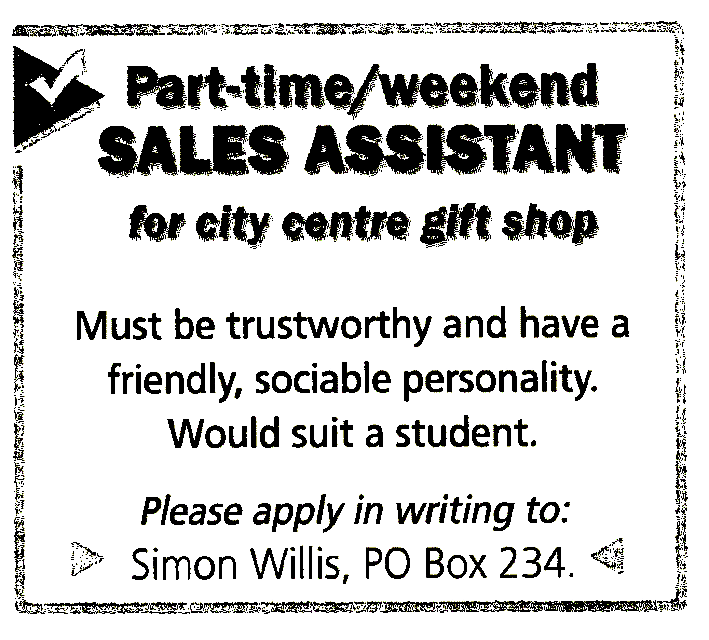 Part-time/weekend
SALES ASSISTANT
for city centre gift shop
Must be trustworthy and have a
friendly, sociable personality.
Would suit a student.
Please apply in writing to:
Simon Willis, PO Box 234.